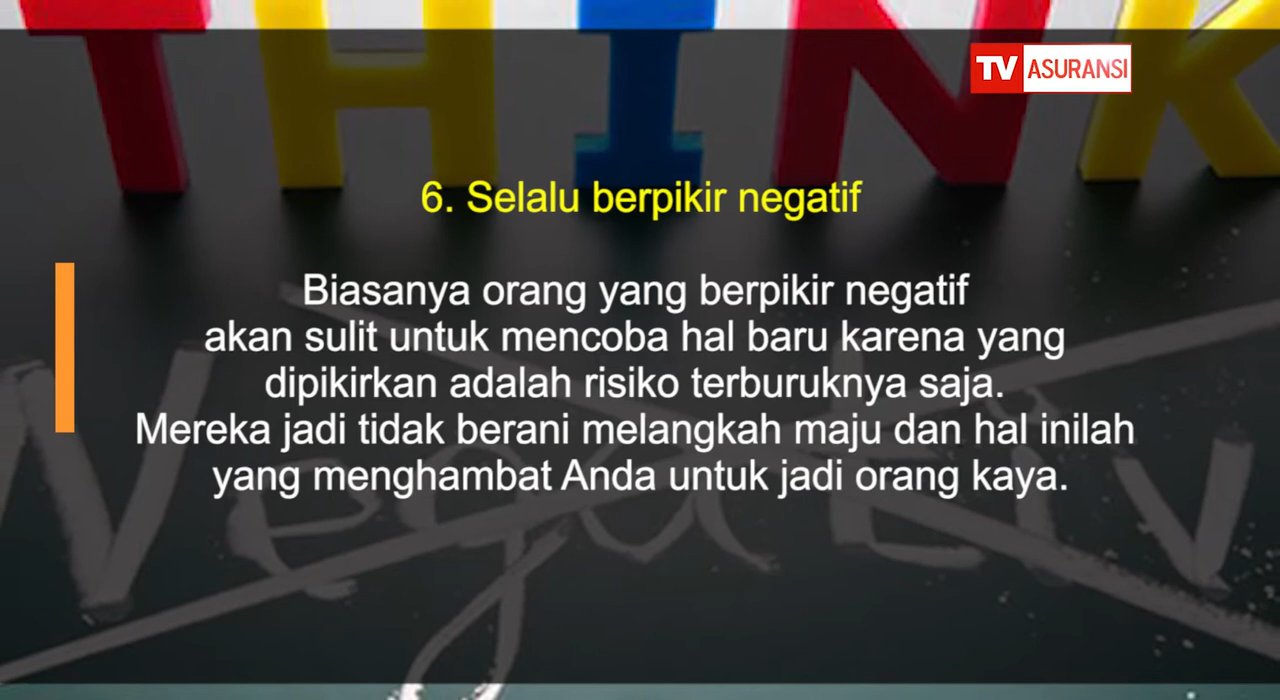 THINK
TV ASURANSI
6. Selalu berpikir negatif
Biasanya orang yang berpikir negatif
akan sulit untuk mencoba hal baru karena yang
dipikirkan adalah risiko terburuknya saja.
Mereka jadi tidak berani melangkah maju dan hal inilah
yang menghambat Anda untuk jadi orang kaya.
Negativ